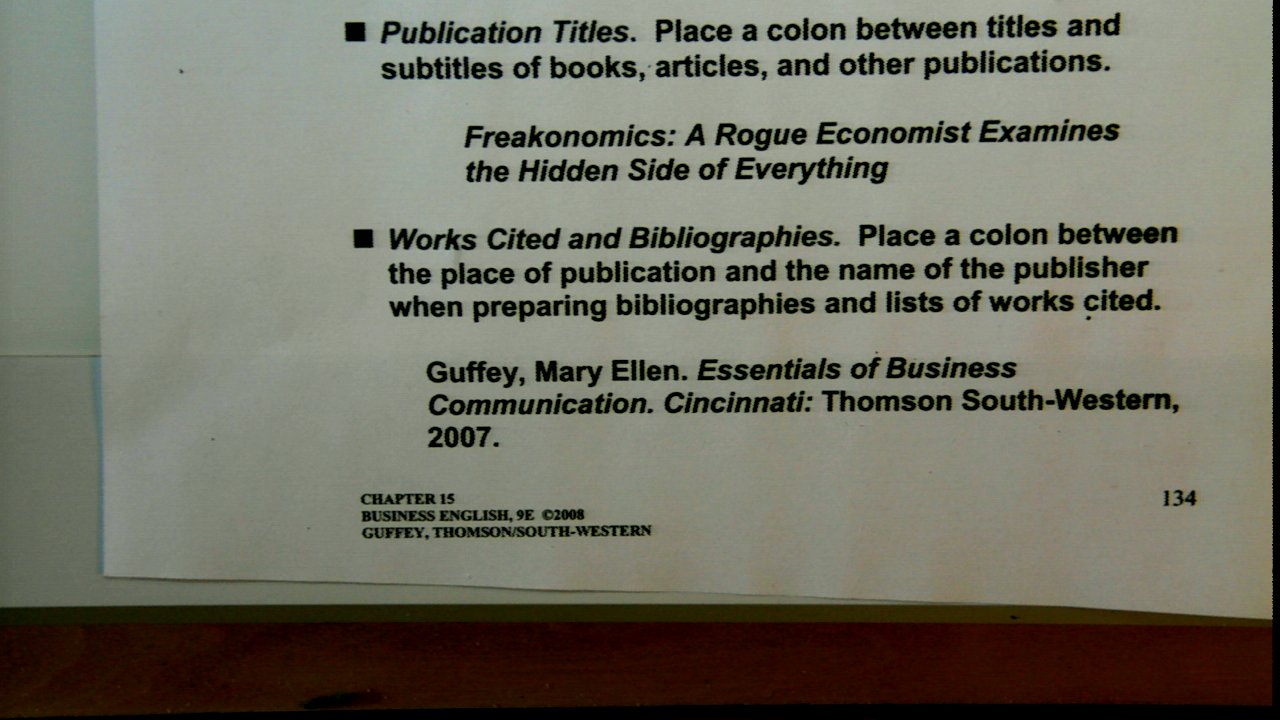 ■ Publication Titles. Place a colon between titles and
subtitles of books, articles, and other publications.
Freakonomics: A Rogue Economist Examines
the Hidden Side of Everything
■ Works Cited and Bibliographies. Place a colon between
the place of publication and the name of the publisher
when preparing bibliographies and lists of works cited.
Guffey, Mary Ellen. Essentials of Business
Communication. Cincinnati: Thomson South-Western,
2007.
CHAPTER 15
BUSINESS ENGLISH, 9E ©2008
GUFFEY, THOMSON/SOUTH-WESTERN
134